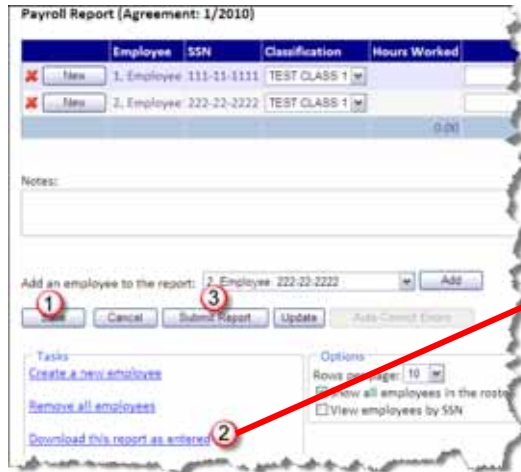 Payroll Report (Agreement: 1/2010)
Employee SSN Classification Hours Worked
New 1, Employee 111-11-1111 TEST CLASS 1
New 2, Employee 222-22-2222 TEST CLASS 1
0.00
Notes:
Add an employee to the report: 2, Employee 222-22-2222 Add
1 3
Cancel Submit Report Update Auto-Correct Errors
Tasks Options
Create a new employee Rows per page: 10
Show all employees in the roste
Remove all employees View employees by SSN
Download this report as entered 2